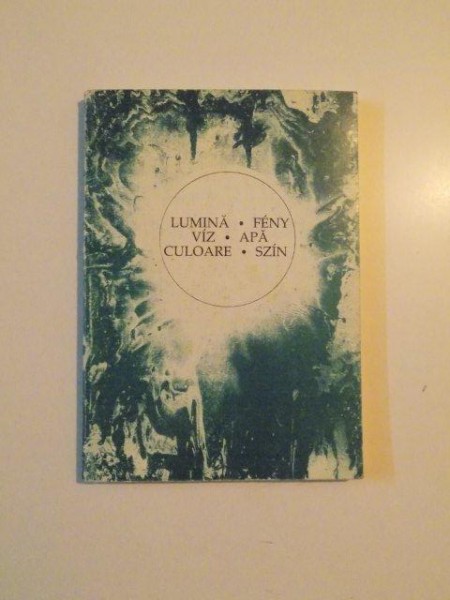 LUMINĂ • FÉNY
VÍZ • APĂ
CULOARE • SZÍN